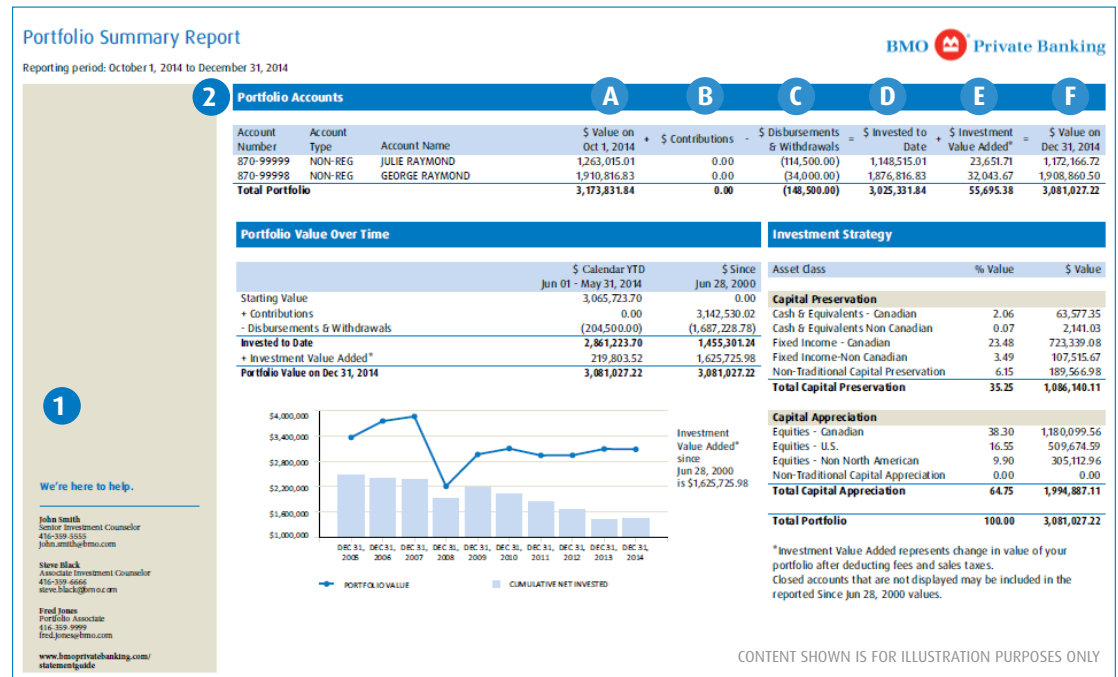 Portfolio Summary Report
BMO Private Banking
Reporting period: October 1, 2014 to December 31, 2014
2 Portfolio Accounts A B C D E F
Account Number Account Type Account Name $ Value on Oct 1, 2014 + $ Contributions - $ Disbursements & Withdrawals = $ Invested to Date + $ Investment Value Added* = $ Value on Dec 31, 2014
870-99999 NON-REG JULIE RAYMOND 1,263,015.01 0.00 (114,500.00) 1,148,515.01 23,651.71 1,172,166.72
870-99998 NON-REG GEORGE RAYMOND 1,910,816.83 0.00 (34,000.00) 1,876,816.83 32,043.67 1,908,860.50
Total Portfolio 3,173,831.84 0.00 (148,500.00) 3,025,331.84 55,695.38 3,081,027.22
Portfolio Value Over Time
$ Calendar YTD $ Since
Jun 01 - May 31, 2014 Jun 28, 2000
Starting Value 3,065,723.70 0.00
+ Contributions 0.00 3,142,530.02
- Disbursements & Withdrawals (204,500.00) (1,687,228.78)
Invested to Date 2,861,223.70 1,455,301.24
+ Investment Value Added* 219,803.52 1,625,725.98
Portfolio Value on Dec 31, 2014 3,081,027.22 3,081,027.22
$4,000,000
$3,400,000
$2,800,000
$2,200,000
$1,600,000
$1,000,000
DEC 31, 2005 DEC 31, 2006 DEC 31, 2007 DEC 31, 2008 DEC 31, 2009 DEC 31, 2010 DEC 31, 2011 DEC 31, 2012 DEC 31, 2013 DEC 31, 2014
PORTFOLIO VALUE CUMULATIVE NET INVESTED
Investment
Value Added*
since
Jun 28, 2000
is $1,625,725.98
Investment Strategy
Asset Class % Value $ Value
Capital Preservation
Cash & Equivalents - Canadian 2.06 63,577.35
Cash & Equivalents Non Canadian 0.07 2,141.03
Fixed Income - Canadian 23.48 723,339.08
Fixed Income-Non Canadian 3.49 107,515.67
Non-Traditional Capital Preservation 6.15 189,566.98
Total Capital Preservation 35.25 1,086,140.11
Capital Appreciation
Equities - Canadian 38.30 1,180,099.56
Equities - U.S. 16.55 509,674.59
Equities - Non North American 9.90 305,112.96
Non-Traditional Capital Appreciation 0.00 0.00
Total Capital Appreciation 64.75 1,994,887.11
Total Portfolio 100.00 3,081,027.22
*Investment Value Added represents change in value of your
portfolio after deducting fees and sales taxes.
Closed accounts that are not displayed may be included in the
reported Since Jun 28, 2000 values.
1
We're here to help.
John Smith
Senior Investment Counselor
416-359-5555
john.smith@bmo.com
Steve Black
Associate Investment Counselor
416-359-6666
steve.black@bmo.com
Fred Jones
Portfolio Associate
416-359-9999
fred.jones@bmo.com
www.bmoprivatebanking.com/
statementguide
CONTENT SHOWN IS FOR ILLUSTRATION PURPOSES ONLY